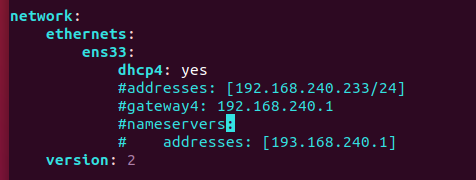 network:
    ethernets:
        ens33:
            dhcp4: yes
            #addresses: [192.168.240.233/24]
            #gateway4: 192.168.240.1
            #nameservers:
            #    addresses: [193.168.240.1]
    version: 2